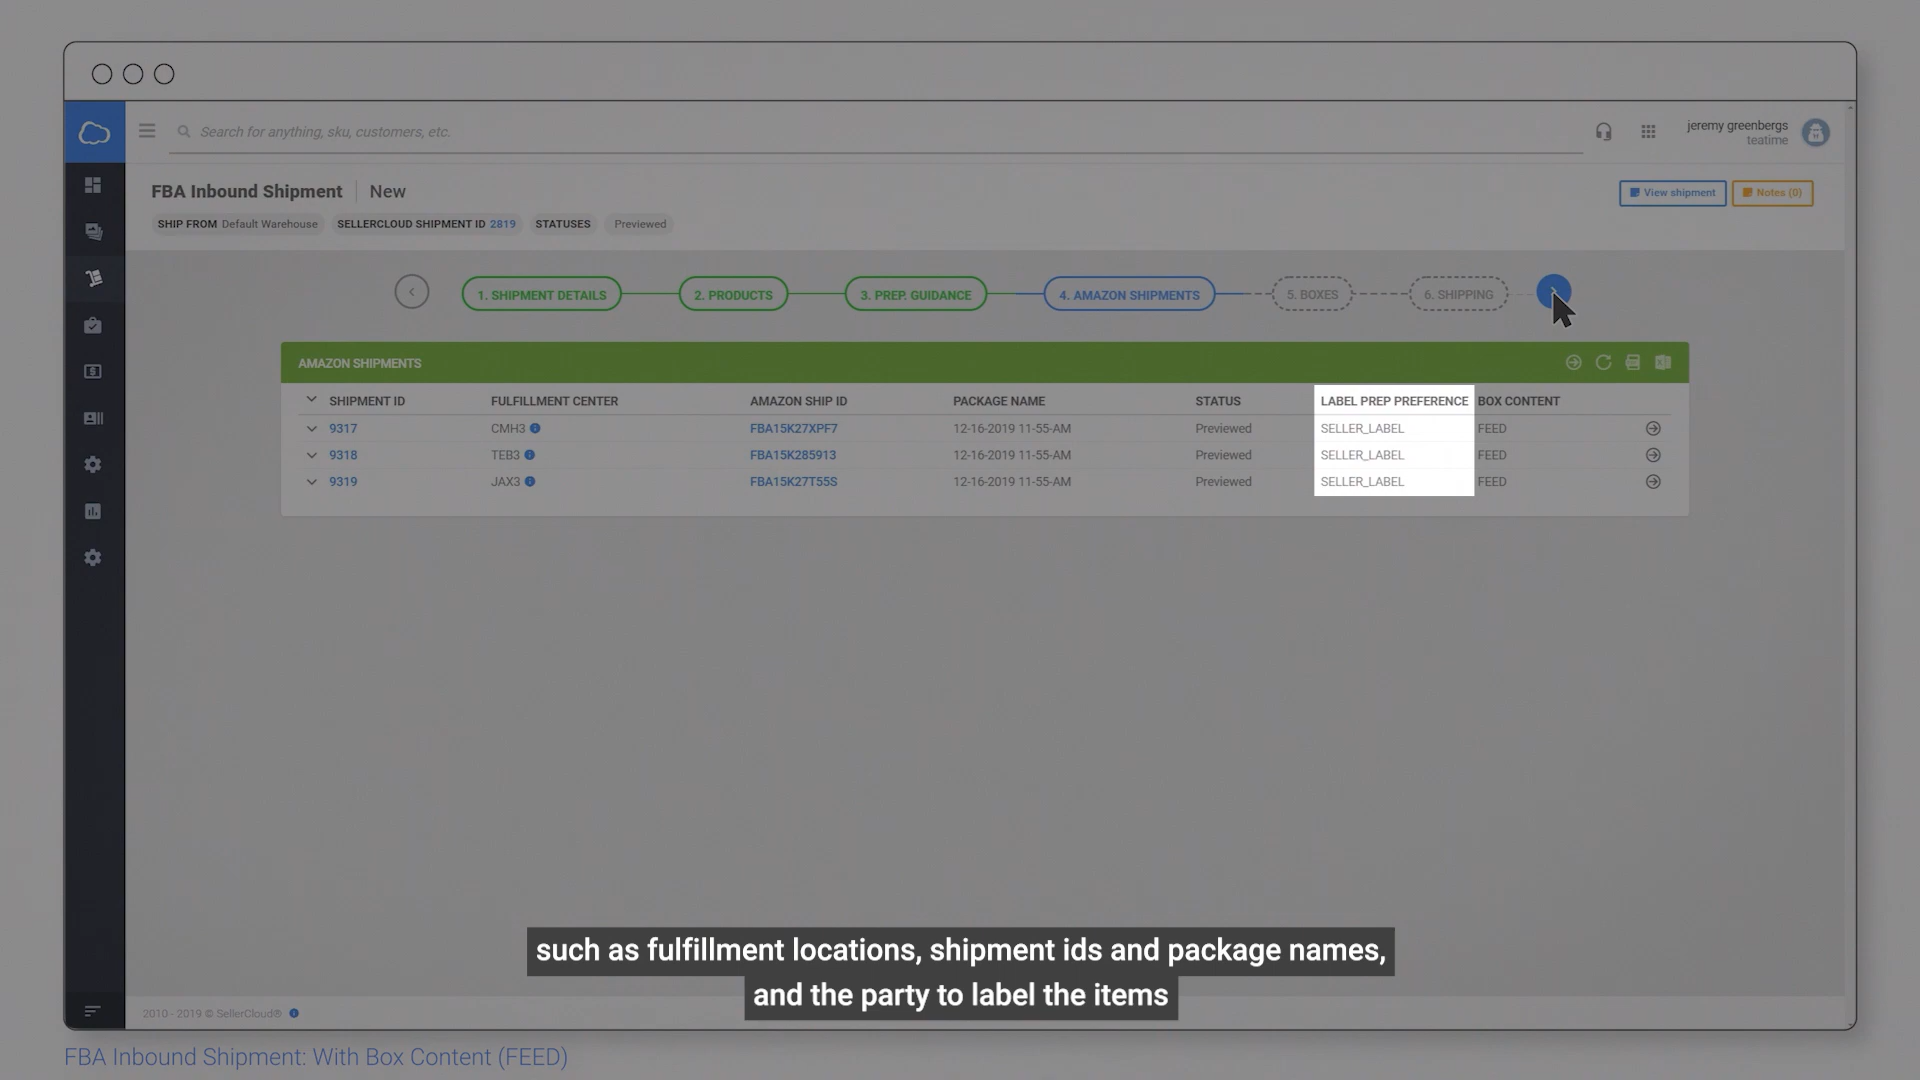 Search for anything, sku, customers, etc.
jeremy greenbergs
teatime
FBA Inbound Shipment New
View shipment
Notes (0)
SHIP FROM Default Warehouse SELLERCLOUD SHIPMENT ID 2819 STATUSES Previewed
1. SHIPMENT DETAILS 2. PRODUCTS 3. PREP. GUIDANCE 4. AMAZON SHIPMENTS 5. BOXES 6. SHIPPING
AMAZON SHIPMENTS
SHIPMENT ID FULFILLMENT CENTER AMAZON SHIP ID PACKAGE NAME STATUS LABEL PREP PREFERENCE BOX CONTENT
9317 CMH3 FBA15K27XPF7 12-16-2019 11-55-AM Previewed SELLER_LABEL FEED
9318 TEB3 FBA15K285913 12-16-2019 11-55-AM Previewed SELLER_LABEL FEED
9319 JAX3 FBA15K27T55S 12-16-2019 11-55-AM Previewed SELLER_LABEL FEED
such as fulfillment locations, shipment ids and package names,
and the party to label the items
2010 - 2019 © SellerCloud®
FBA Inbound Shipment: With Box Content (FEED)